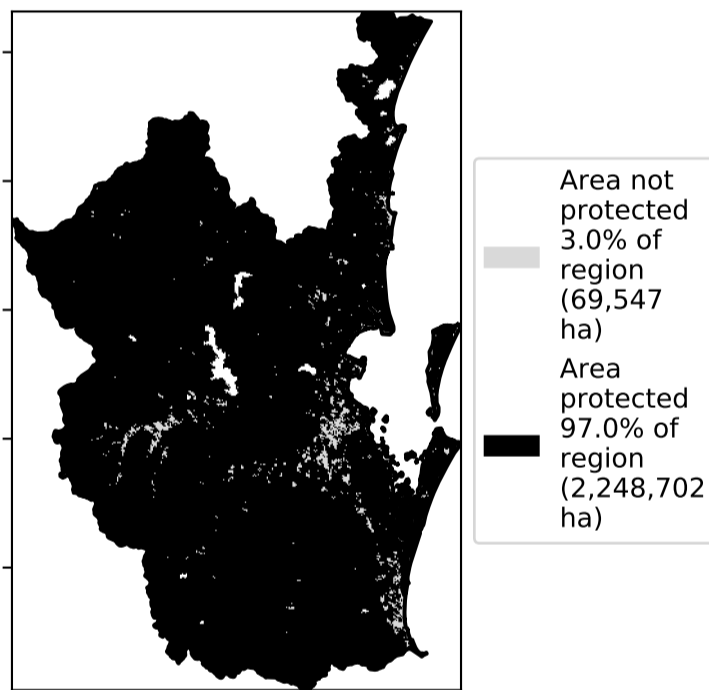 Area not
protected
3.0% of
region
(69,547
ha)
Area
protected
97.0% of
region
(2,248,702
ha)